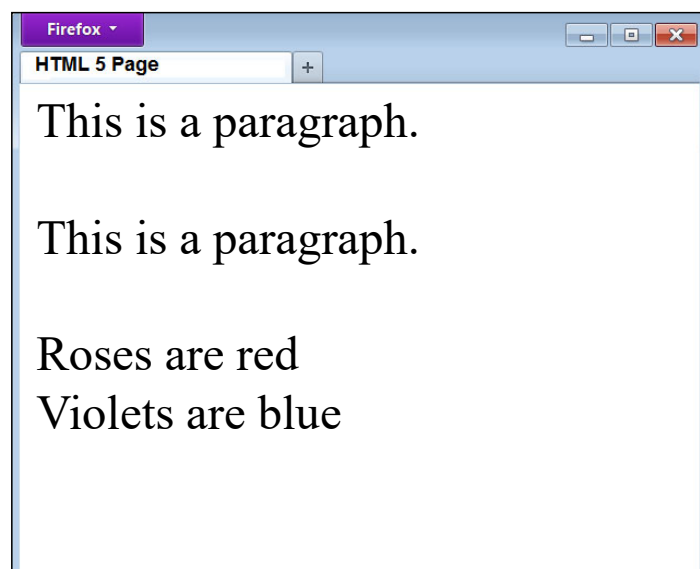 Firefox
HTML 5 Page
This is a paragraph.
This is a paragraph.
Roses are red
Violets are blue